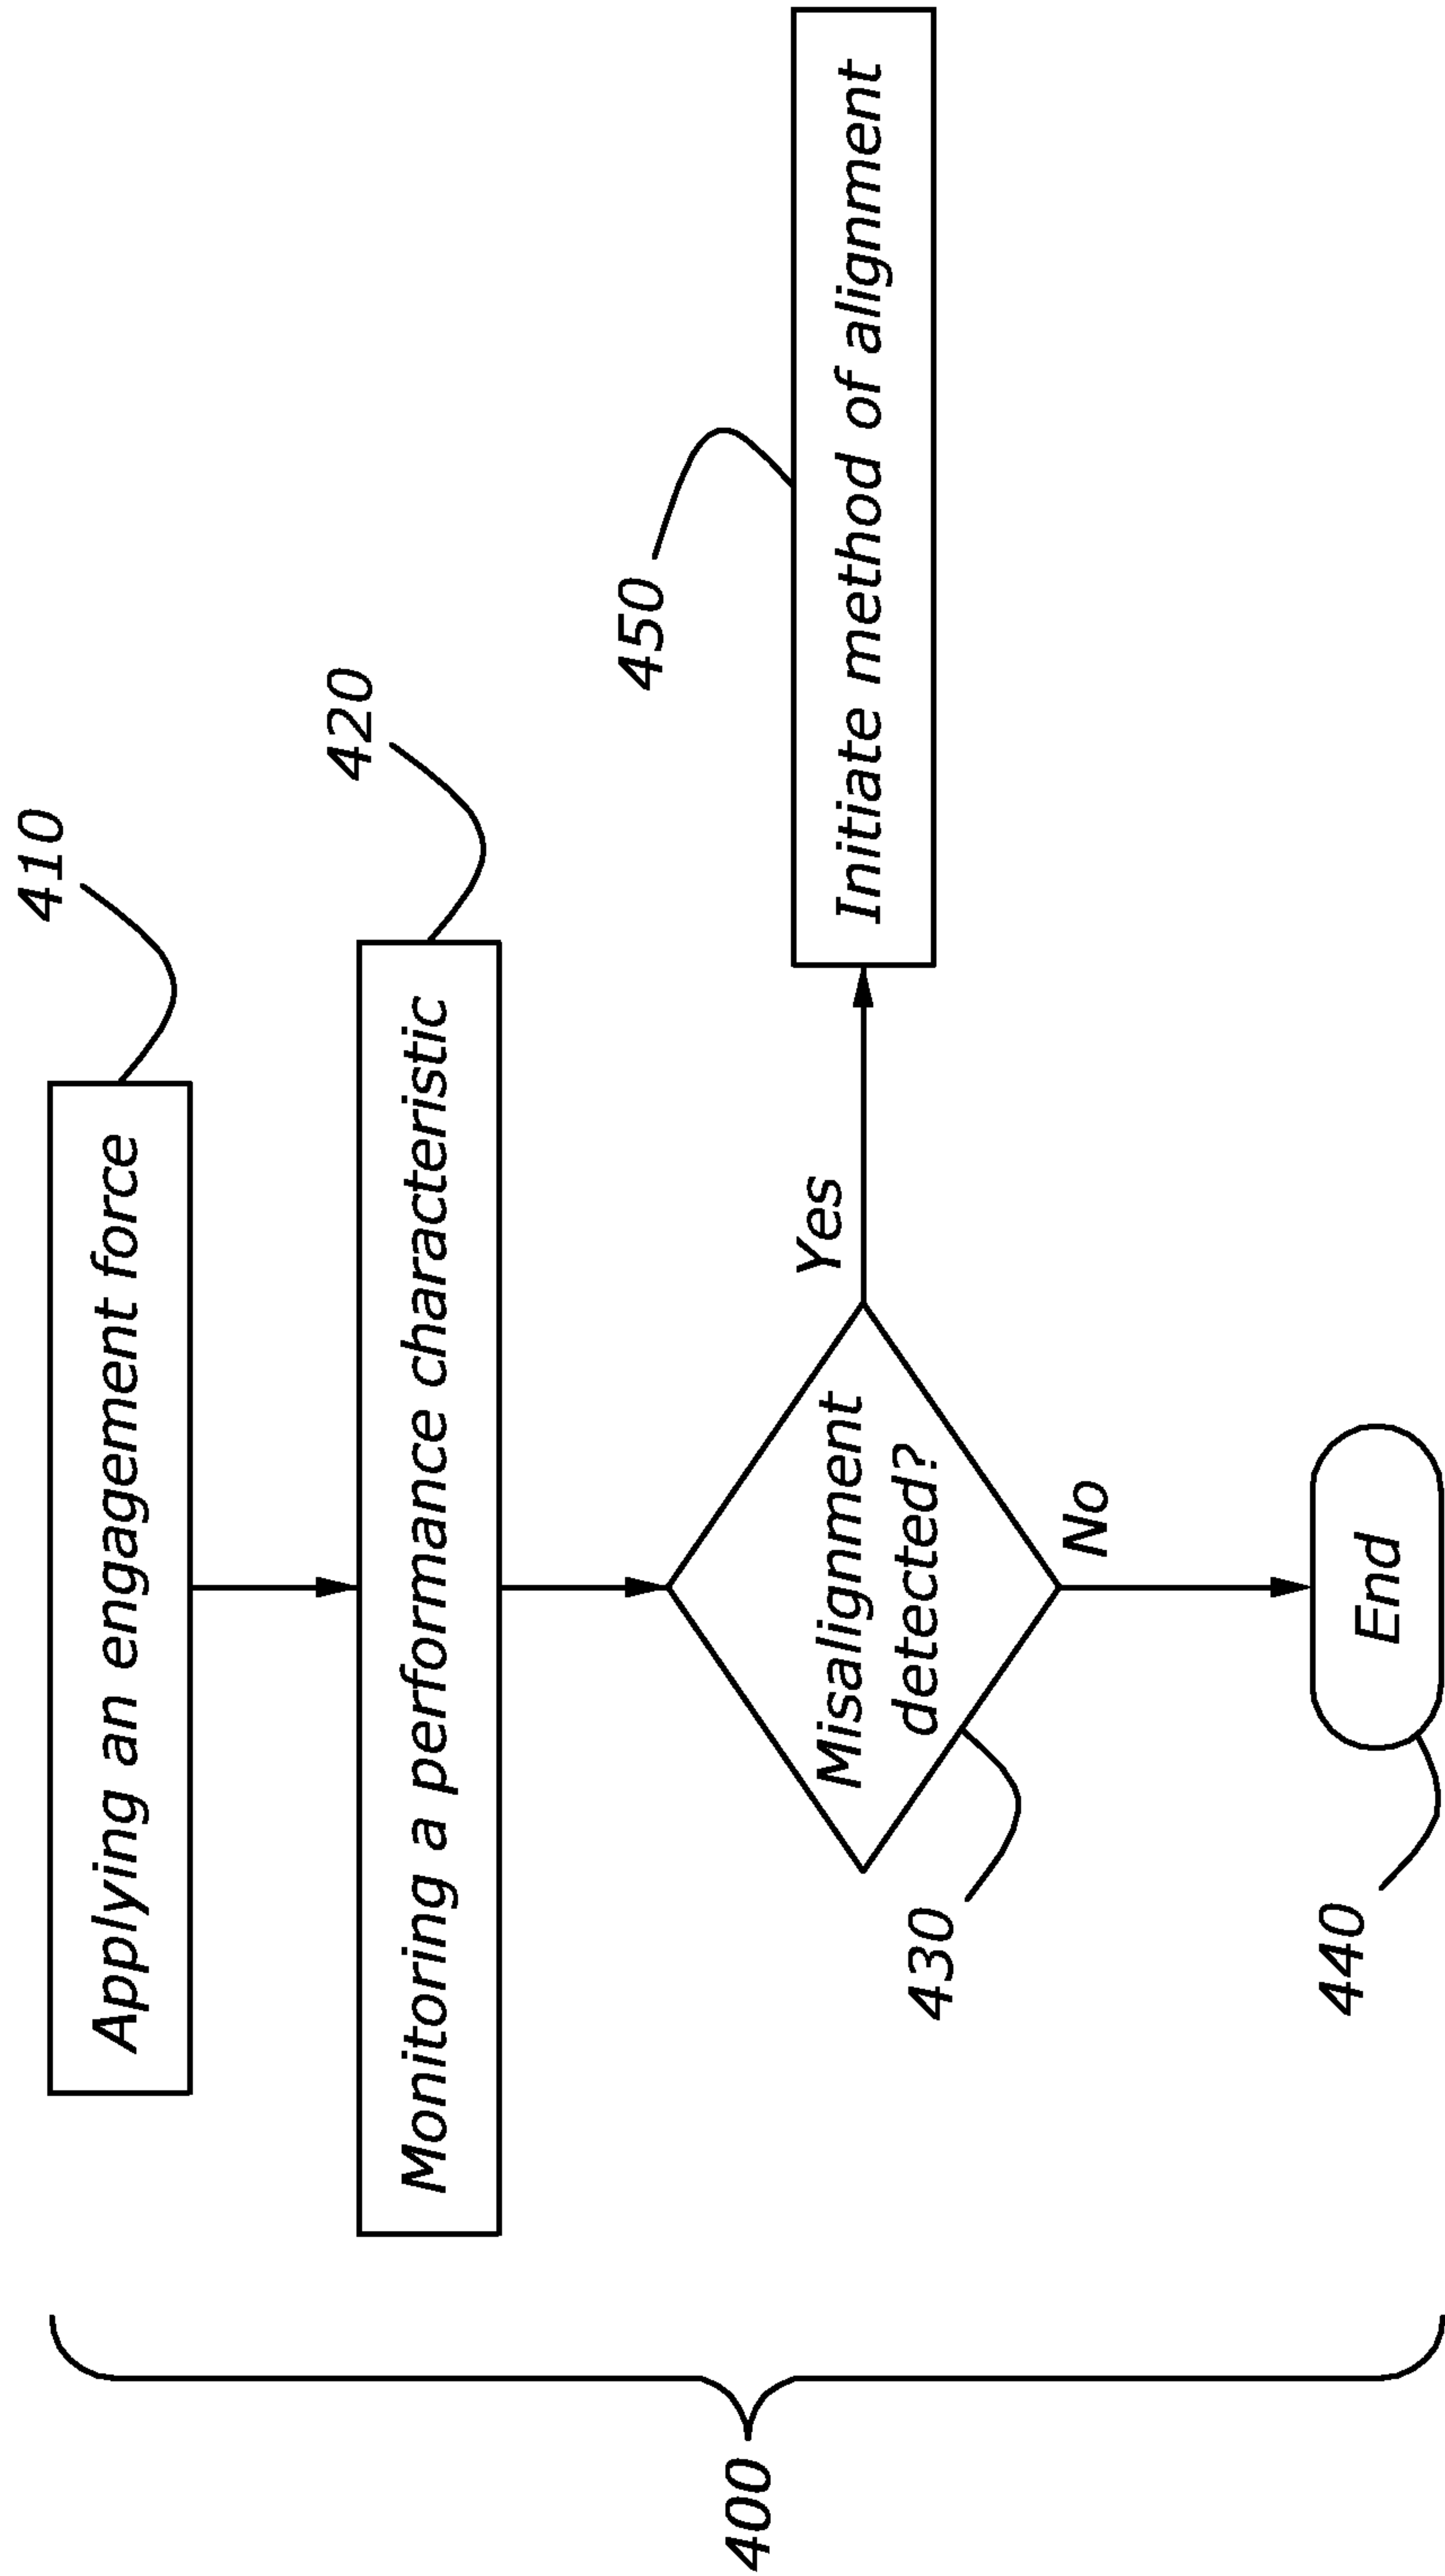 410
Applying an engagement force
420
Monitoring a performance characteristic
450
Misalignment
detected?
Yes
Initiate method of alignment
430
No
End
440
400